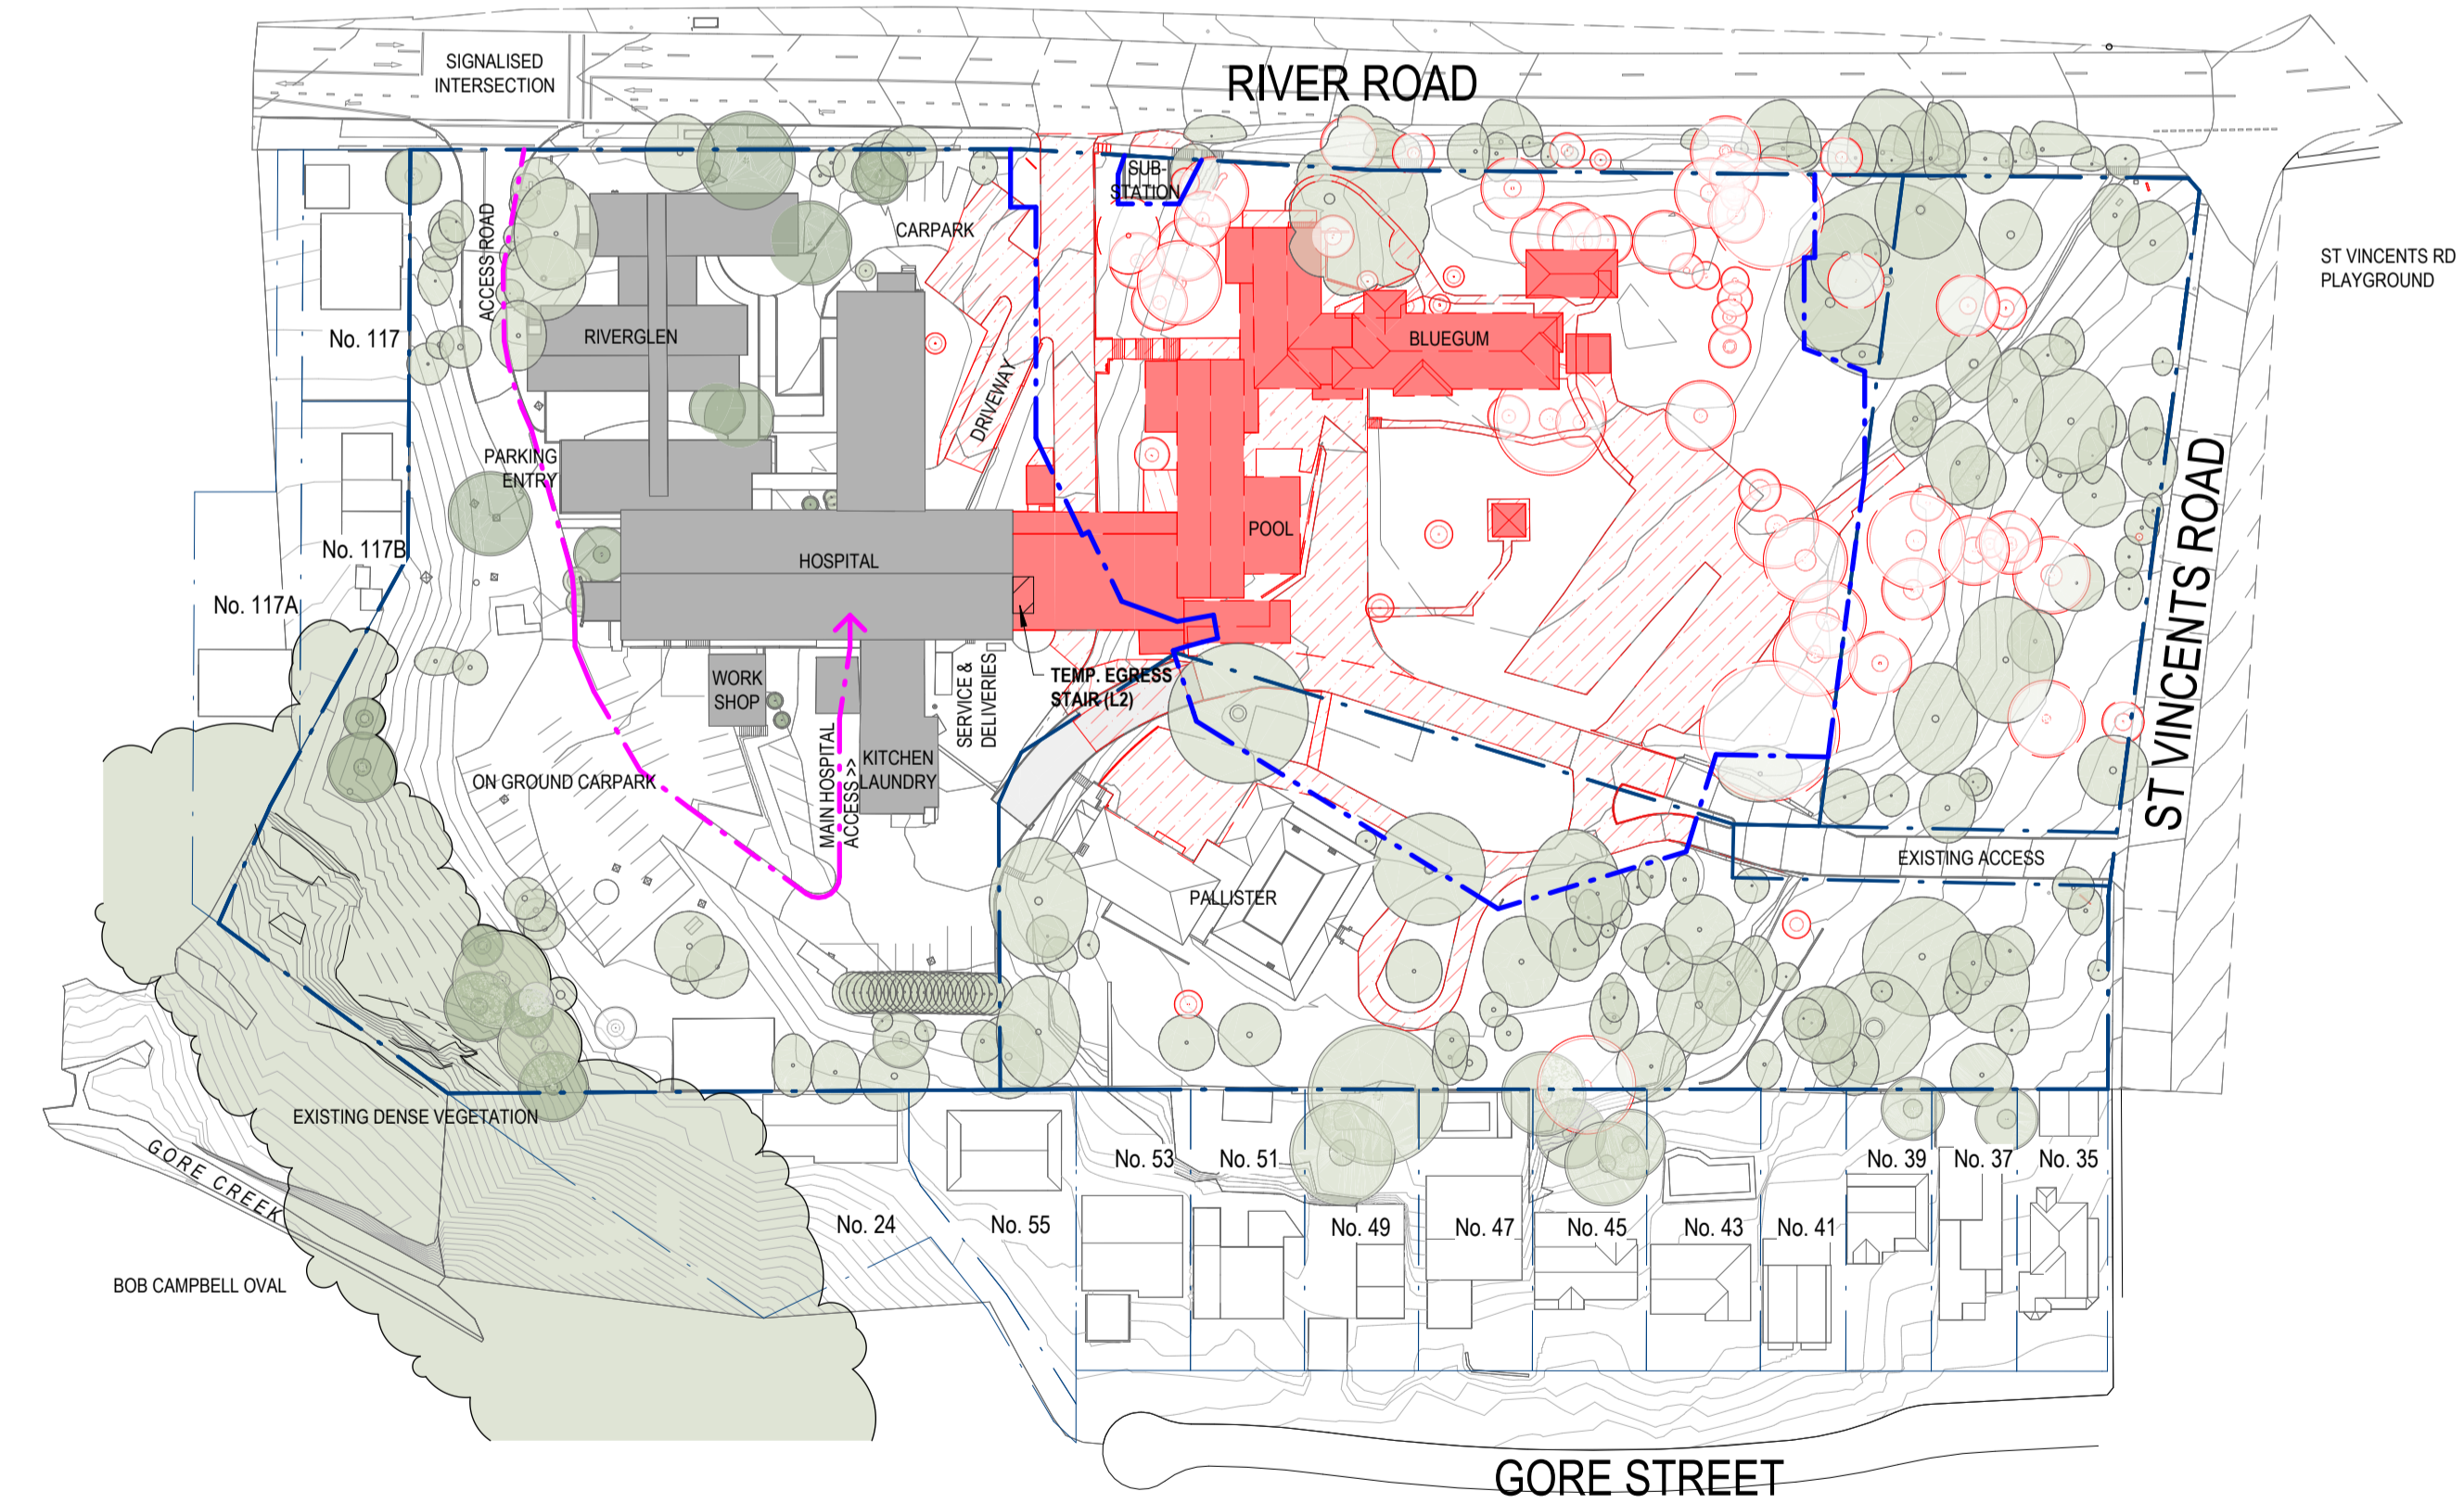 SIGNALISED
INTERSECTION
RIVER ROAD
SUB-
STATION
CARPARK
ACCESS ROAD
ST VINCENTS RD
PLAYGROUND
No. 117
RIVERGLEN
BLUEGUM
DRIVEWAY
PARKING
ENTRY
POOL
No. 117B
HOSPITAL
No. 117A
ST VINCENTS ROAD
WORK
SHOP
SERVICE &
DELIVERIES
TEMP. EGRESS
STAIR (L2)
MAIN HOSPITAL
ACCESS >>
KITCHEN
LAUNDRY
ON GROUND CARPARK
EXISTING ACCESS
PALLISTER
EXISTING DENSE VEGETATION
GORE CREEK
No. 53
No. 51
No. 39
No. 37
No. 35
No. 24
No. 55
No. 49
No. 47
No. 45
No. 43
No. 41
BOB CAMPBELL OVAL
GORE STREET